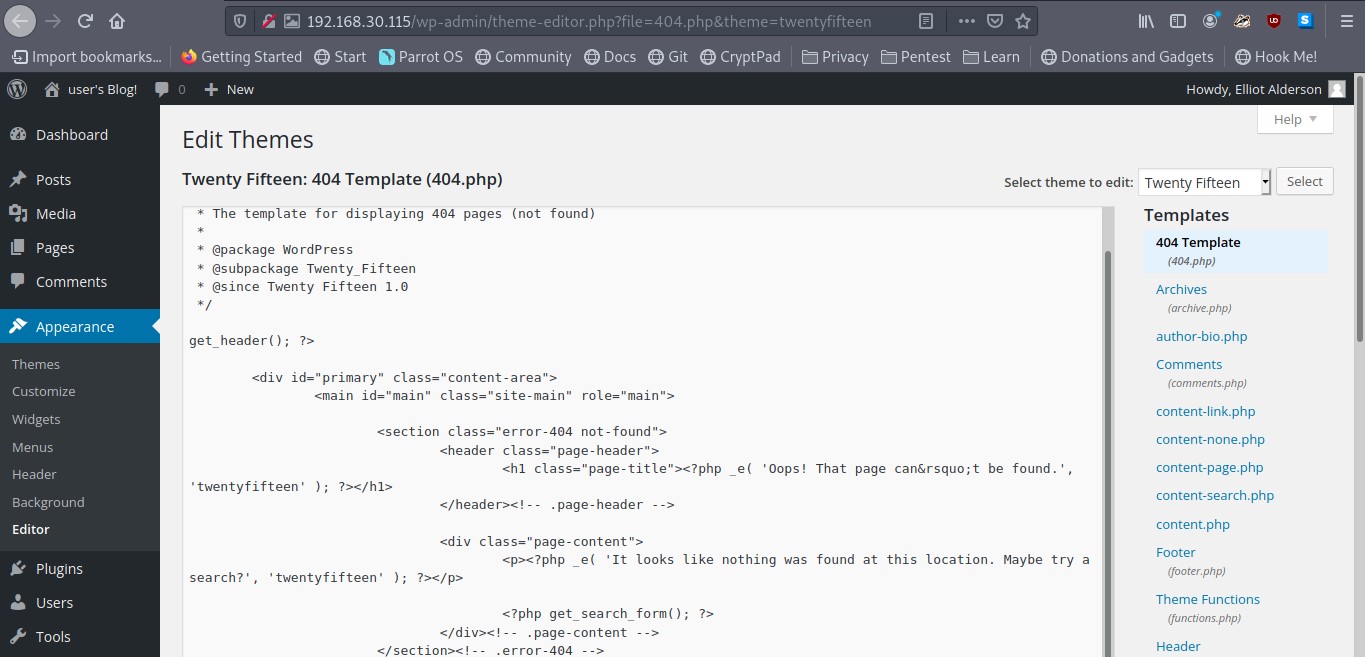 192.168.30.115/wp-admin/theme-editor.php?file=404.php&theme=twentyfifteen
Import bookmarks... Getting Started Start Parrot OS Community Docs Git CryptPad Privacy Pentest Learn Donations and Gadgets Hook Me!
user's Blog! 0 New Howdy, Elliot Alderson
Help
Dashboard
Posts
Media
Pages
Comments
Appearance
Themes
Customize
Widgets
Menus
Header
Background
Editor
Plugins
Users
Tools
Edit Themes
Twenty Fifteen: 404 Template (404.php)
Select theme to edit: Twenty Fifteen Select
 * The template for displaying 404 pages (not found)
 *
 * @package WordPress
 * @subpackage Twenty_Fifteen
 * @since Twenty Fifteen 1.0
 */
get_header(); ?>
<div id="primary" class="content-area">
<main id="main" class="site-main" role="main">
<section class="error-404 not-found">
<header class="page-header">
<h1 class="page-title"><?php _e( 'Oops! That page can&rsquo;t be found.',
'twentyfifteen' ); ?></h1>
</header><!-- .page-header -->
<div class="page-content">
<p><?php _e( 'It looks like nothing was found at this location. Maybe try a
search?', 'twentyfifteen' ); ?></p>
<?php get_search_form(); ?>
</div><!-- .page-content -->
</section><!-- .error-404 -->
Templates
404 Template
(404.php)
Archives
(archive.php)
author-bio.php
Comments
(comments.php)
content-link.php
content-none.php
content-page.php
content-search.php
content.php
Footer
(footer.php)
Theme Functions
(functions.php)
Header